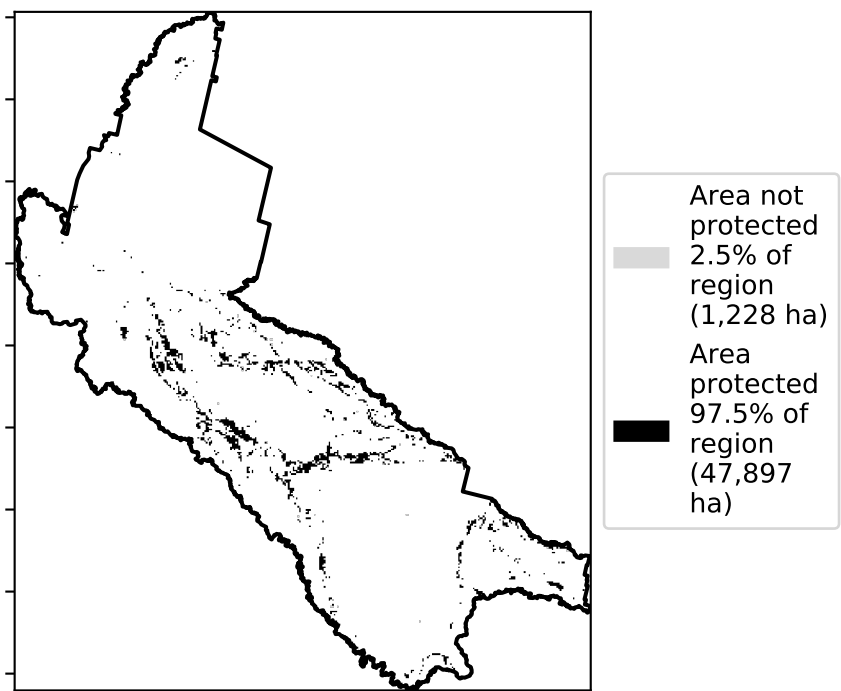 Area not
protected
2.5% of
region
(1,228 ha)
Area
protected
97.5% of
region
(47,897
ha)